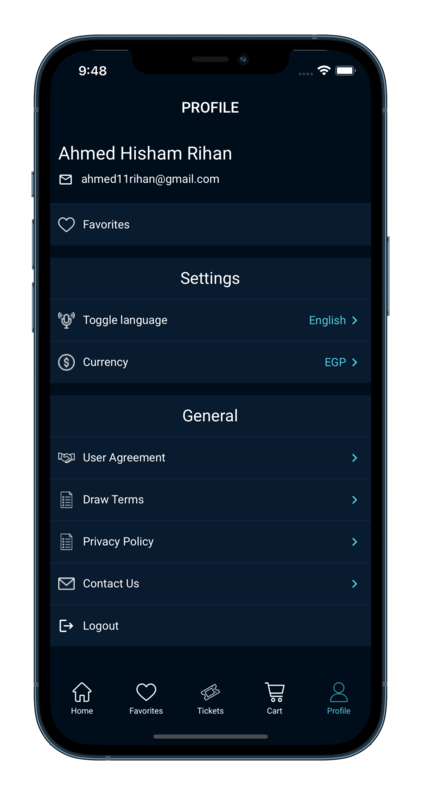 9:48
PROFILE
Ahmed Hisham Rihan
ahmed11rihan@gmail.com
Favorites
Settings
Toggle language English
Currency EGP
General
User Agreement
Draw Terms
Privacy Policy
Contact Us
Logout
Home Favorites Tickets Cart Profile